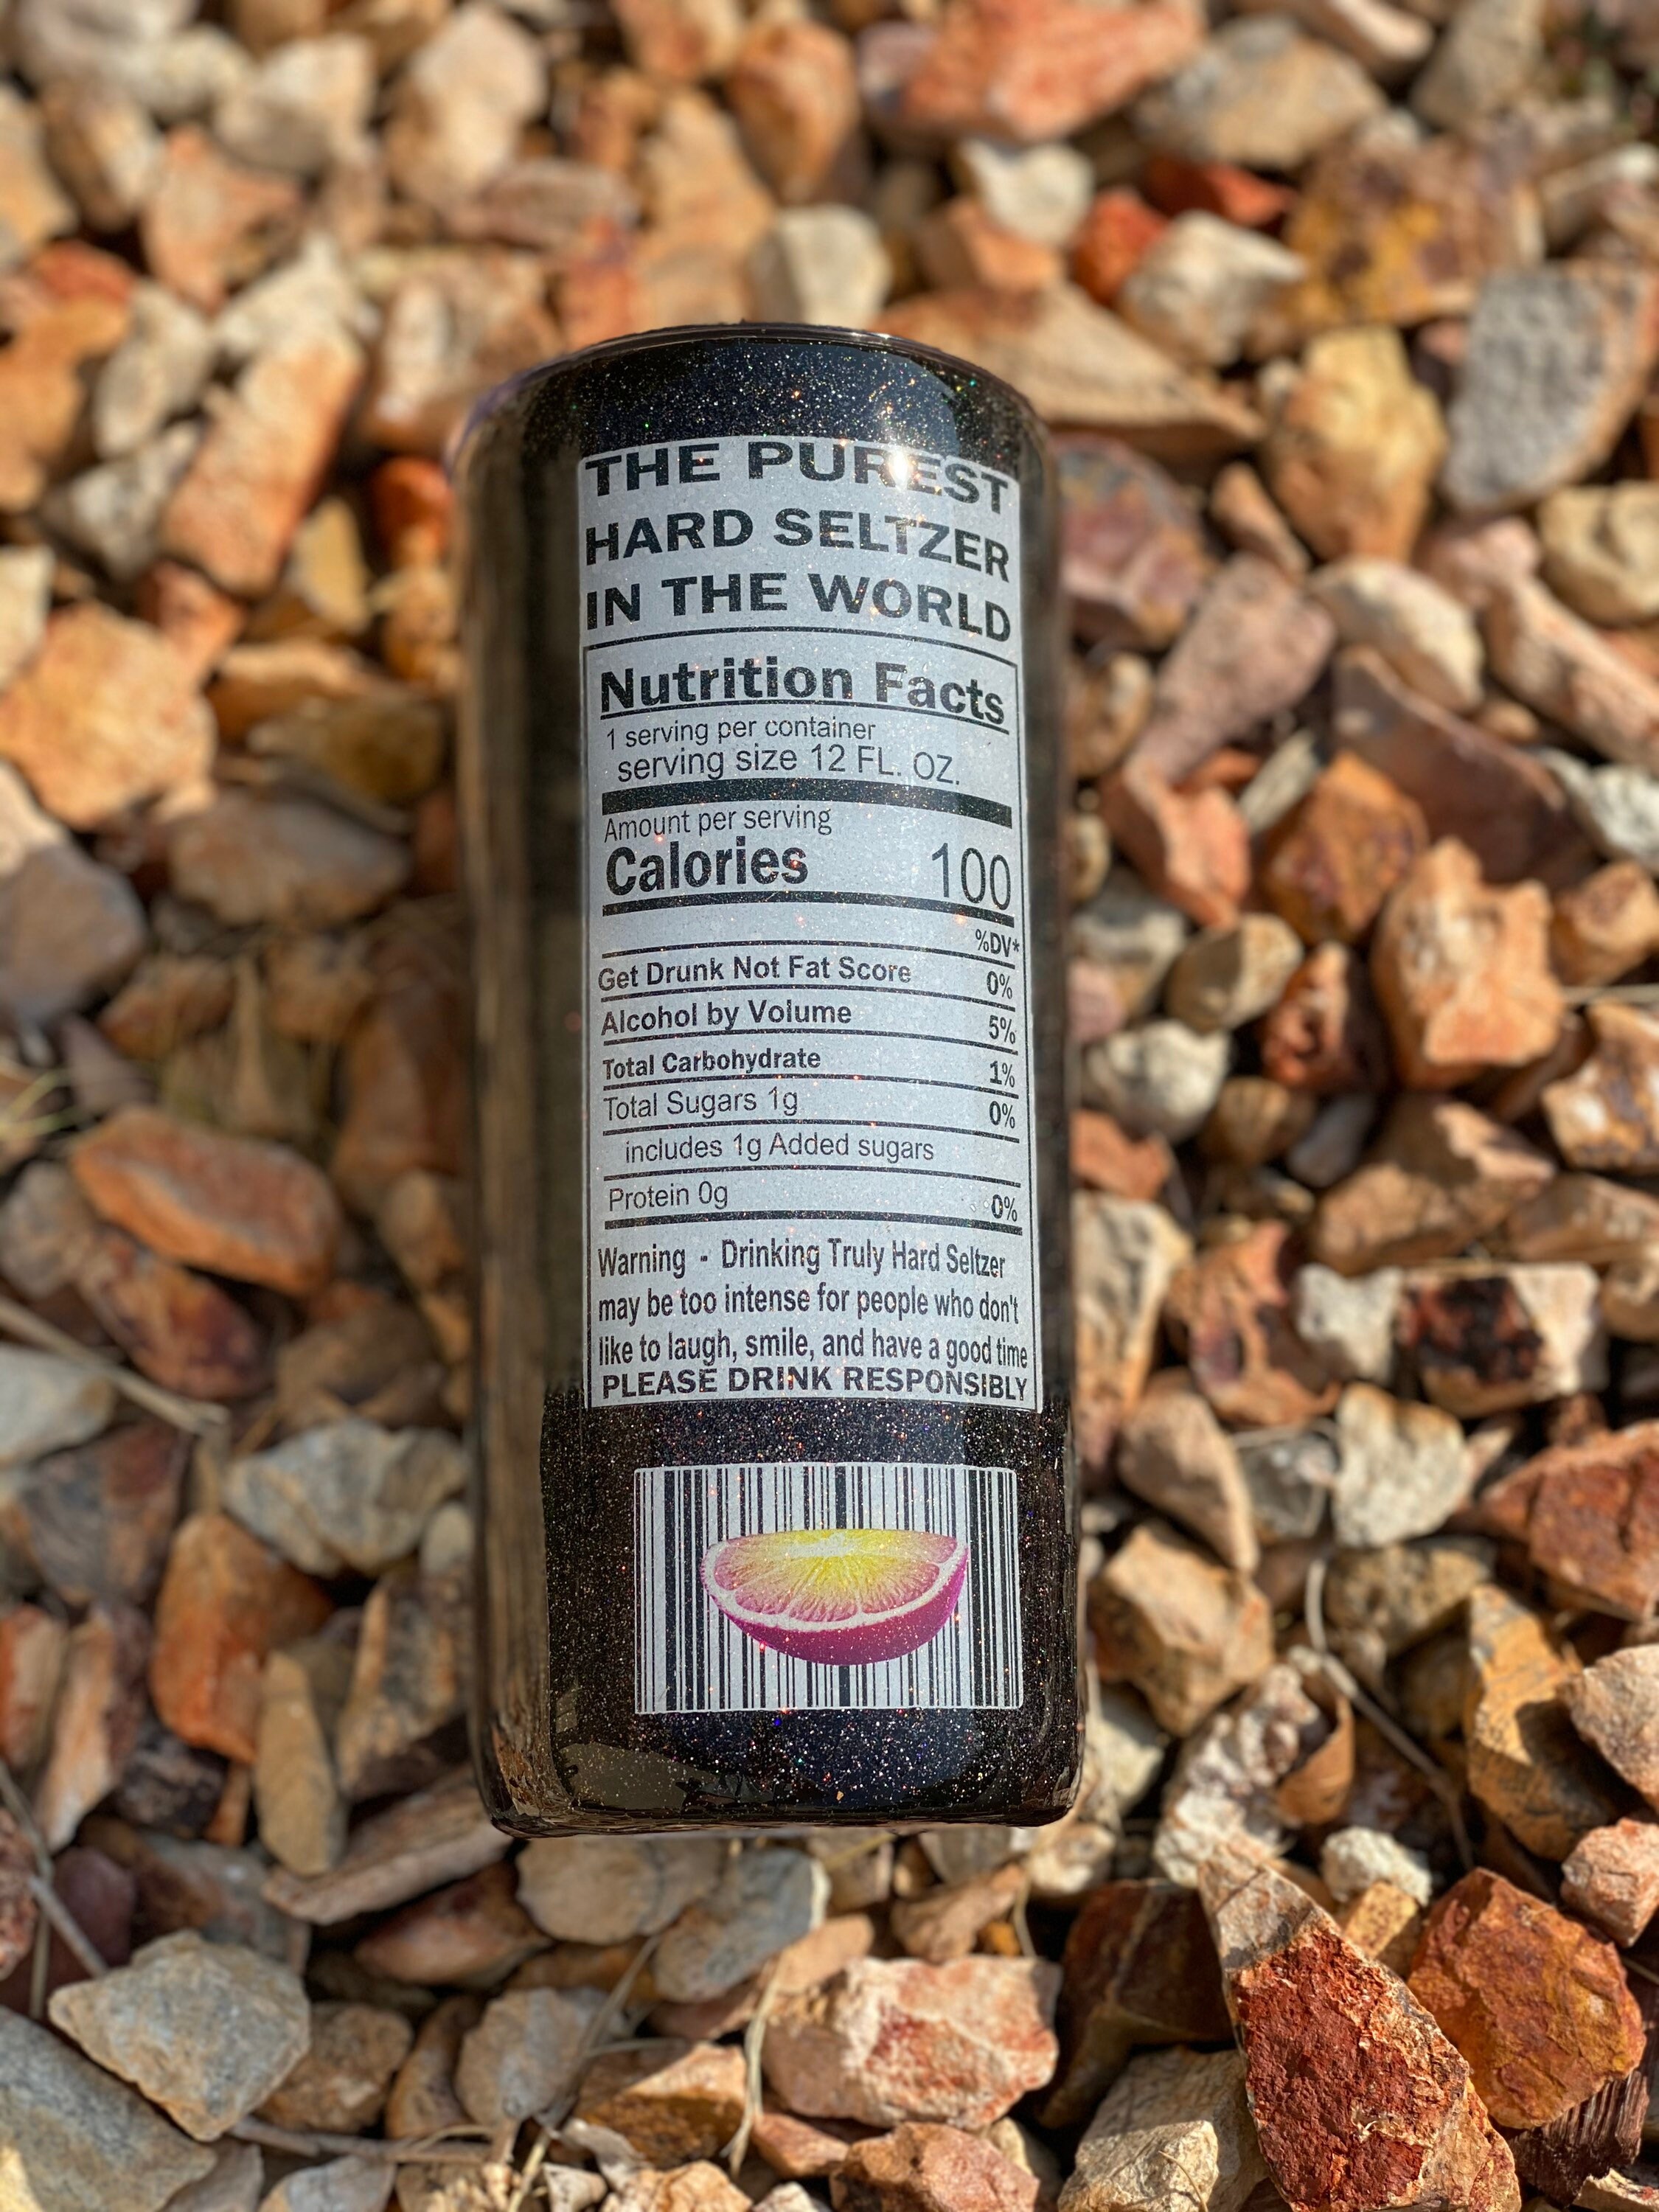 THE PUREST
HARD SELTZER
IN THE WORLD
Nutrition Facts
1 serving per container
serving size 12 FL. OZ.
Amount per serving
Calories 100
%DV*
Get Drunk Not Fat Score 0%
Alcohol by Volume 5%
Total Carbohydrate 1%
Total Sugars 1g 0%
includes 1g Added sugars
Protein 0g 0%
Warning - Drinking Truly Hard Seltzer
may be too intense for people who don't
like to laugh, smile, and have a good time
PLEASE DRINK RESPONSIBLY